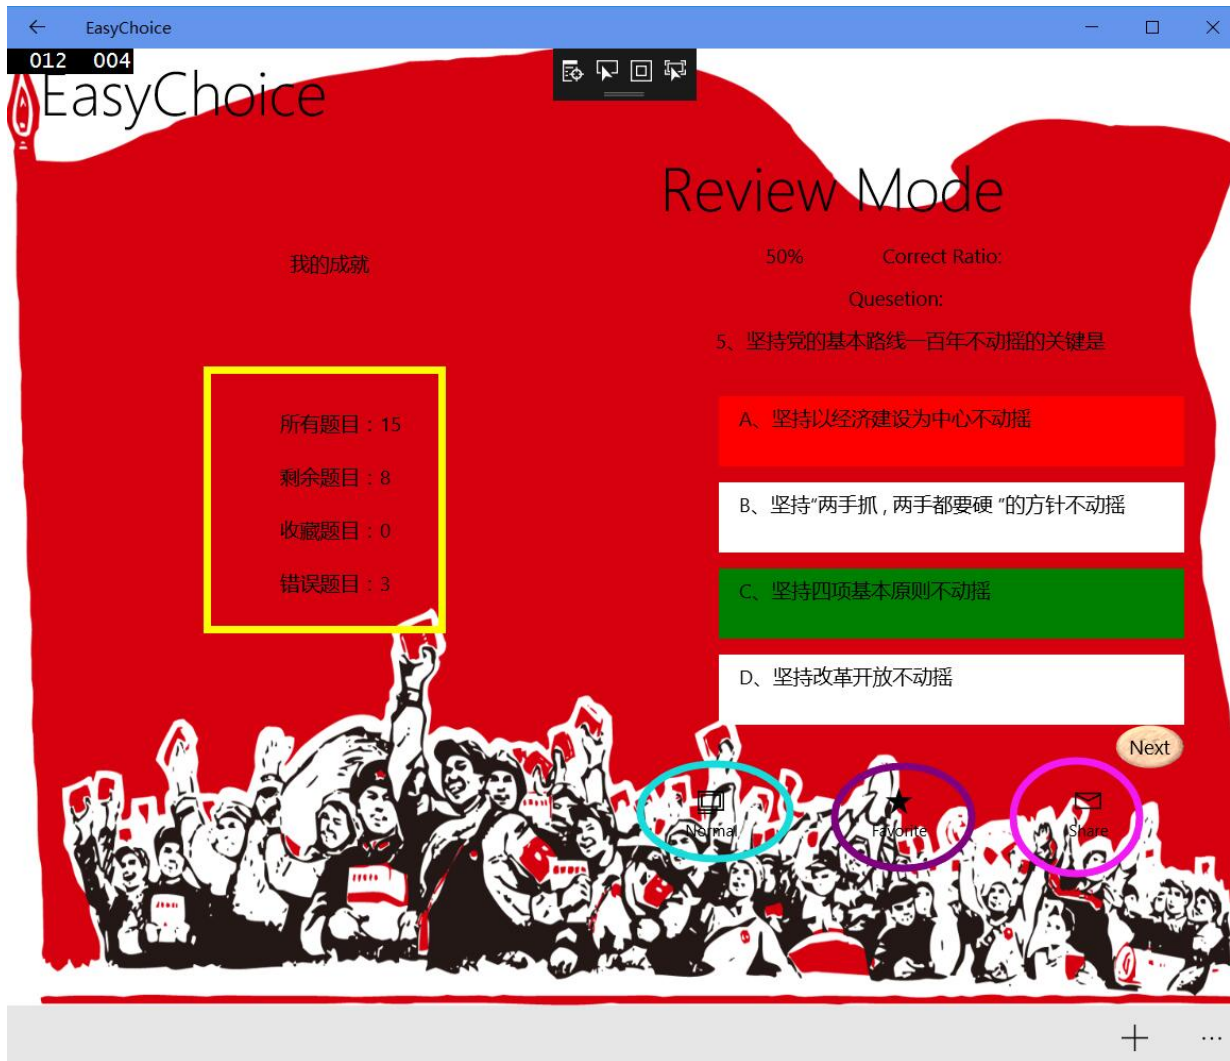 EasyChoice
012 004
EasyChoice
Review Mode
我的成就
50% Correct Ratio:
Quesetion:
5、坚持党的基本路线一百年不动摇的关键是
所有题目：15
剩余题目：8
收藏题目：0
错误题目：3
A、坚持以经济建设为中心不动摇
B、坚持“两手抓，两手都要硬 ”的方针不动摇
C、坚持四项基本原则不动摇
D、坚持改革开放不动摇
Next
Normal
Favorite
Share